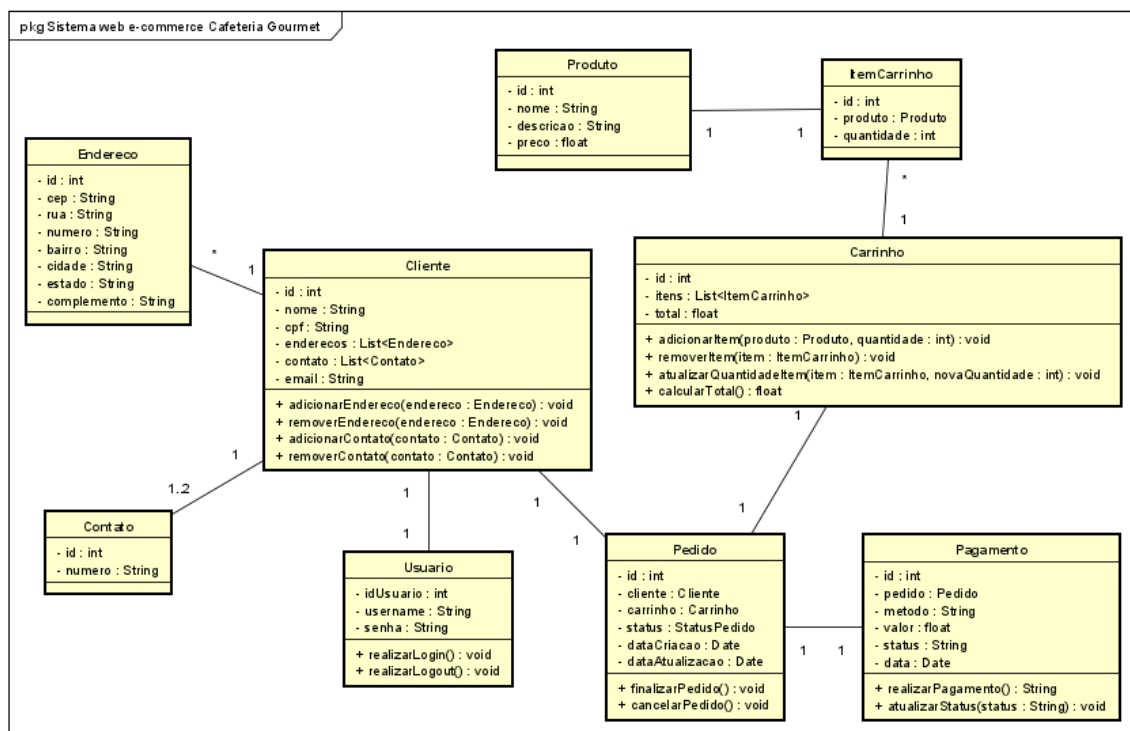 pkg Sistema web e-commerce Cafeteria Gourmet
Produto
- id : int
- nome : String
- descricao : String
- preco : float
1
1
ItemCarrinho
- id : int
- produto : Produto
- quantidade : int
*
1
Endereco
- id : int
- cep : String
- rua : String
- numero : String
- bairro : String
- cidade : String
- estado : String
- complemento : String
*
1
Cliente
- id : int
- nome : String
- cpf : String
- enderecos : List<Endereco>
- contato : List<Contato>
- email : String
+ adicionarEndereco(endereco : Endereco) : void
+ removerEndereco(endereco : Endereco) : void
+ adicionarContato(contato : Contato) : void
+ removerContato(contato : Contato) : void
Carrinho
- id : int
- itens : List<ItemCarrinho>
- total : float
+ adicionarItem(produto : Produto, quantidade : int) : void
+ removerItem(item : ItemCarrinho) : void
+ atualizarQuantidadeItem(item : ItemCarrinho, novaQuantidade : int) : void
+ calcularTotal() : float
1
1
1
1..2
1
1
1
1
Contato
- id : int
- numero : String
Usuario
- idUsuario : int
- username : String
- senha : String
+ realizarLogin() : void
+ realizarLogout() : void
Pedido
- id : int
- cliente : Cliente
- carrinho : Carrinho
- status : StatusPedido
- dataCriacao : Date
- dataAtualizacao : Date
+ finalizarPedido() : void
+ cancelarPedido() : void
1
1
Pagamento
- id : int
- pedido : Pedido
- metodo : String
- valor : float
- status : String
- data : Date
+ realizarPagamento() : String
+ atualizarStatus(status : String) : void